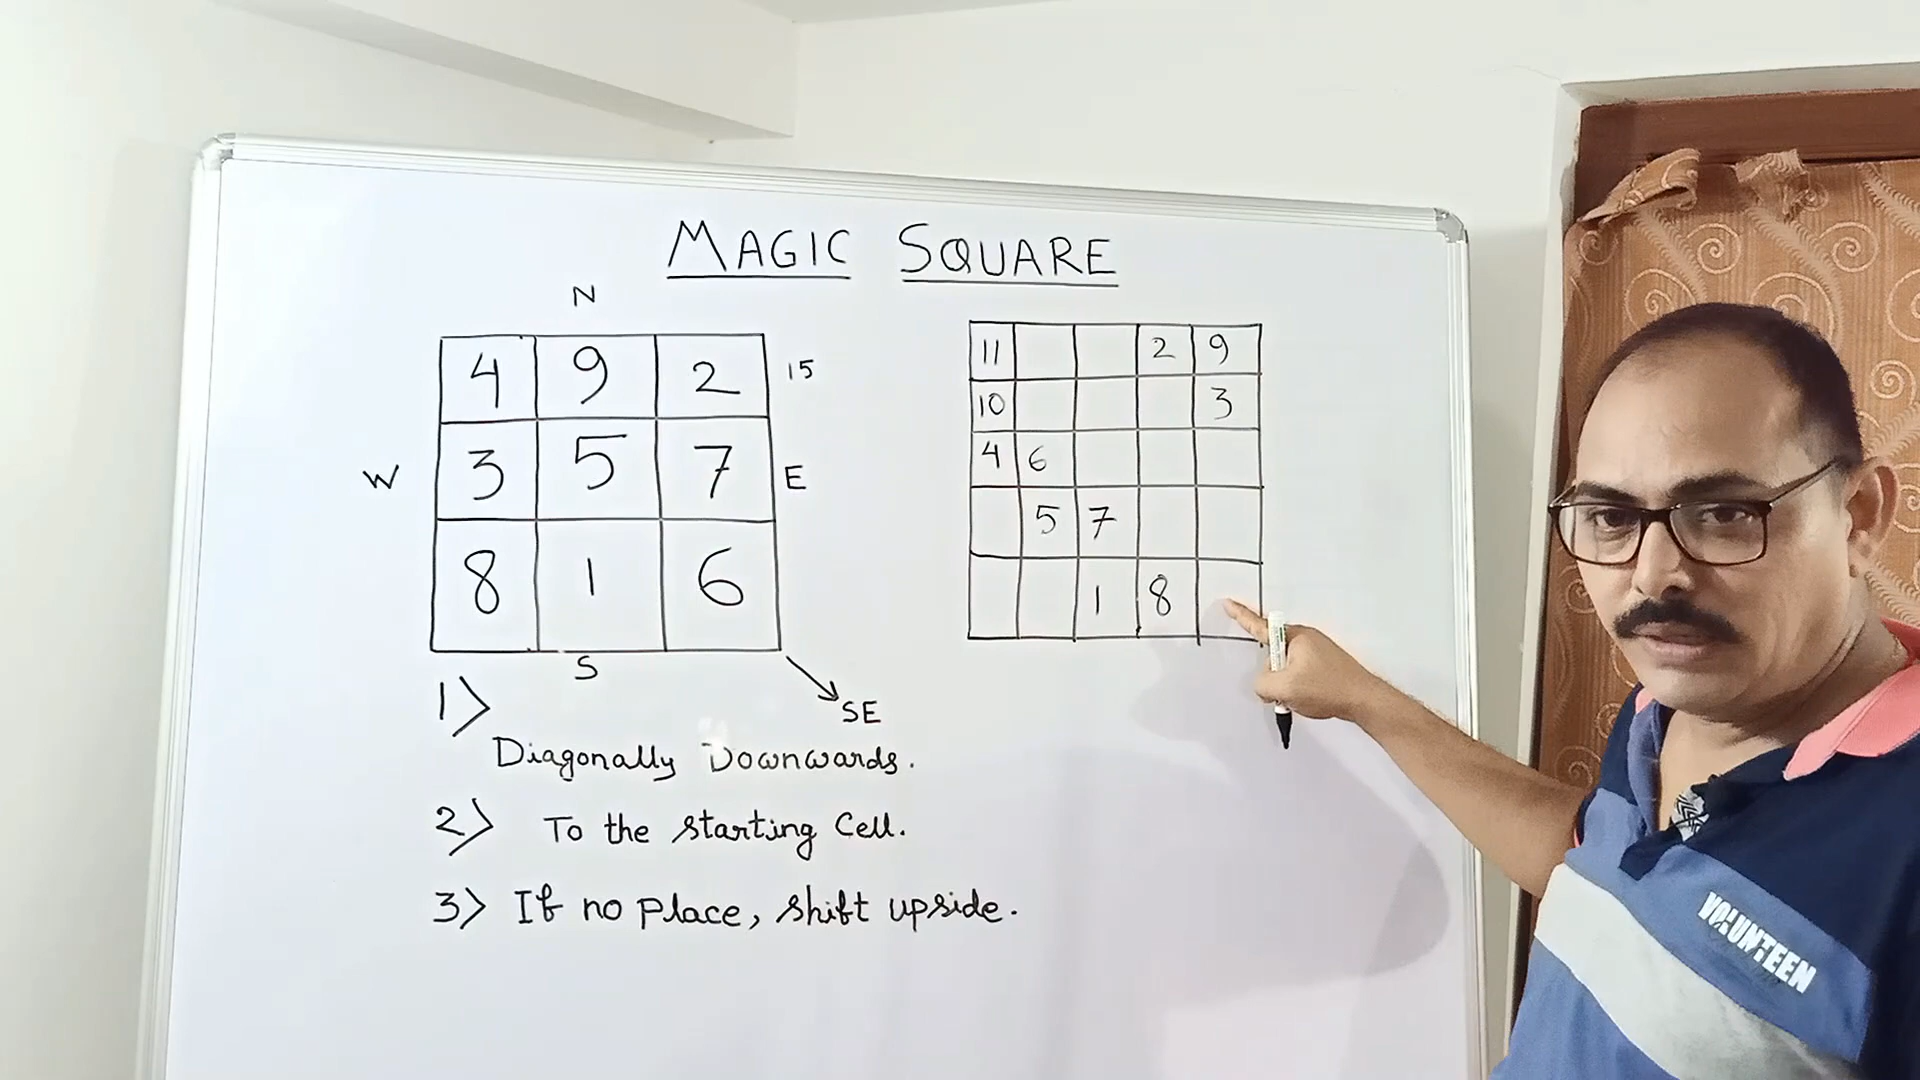 MAGIC SQUARE
N
4 9 2 15
W 3 5 7 E
8 1 6
S
SE
11 2 9
10 3
4 6
5 7
1 8
1> Diagonally Downwards.
2> To the starting Cell.
3> If no place, shift upside.
VOLUNTEEN